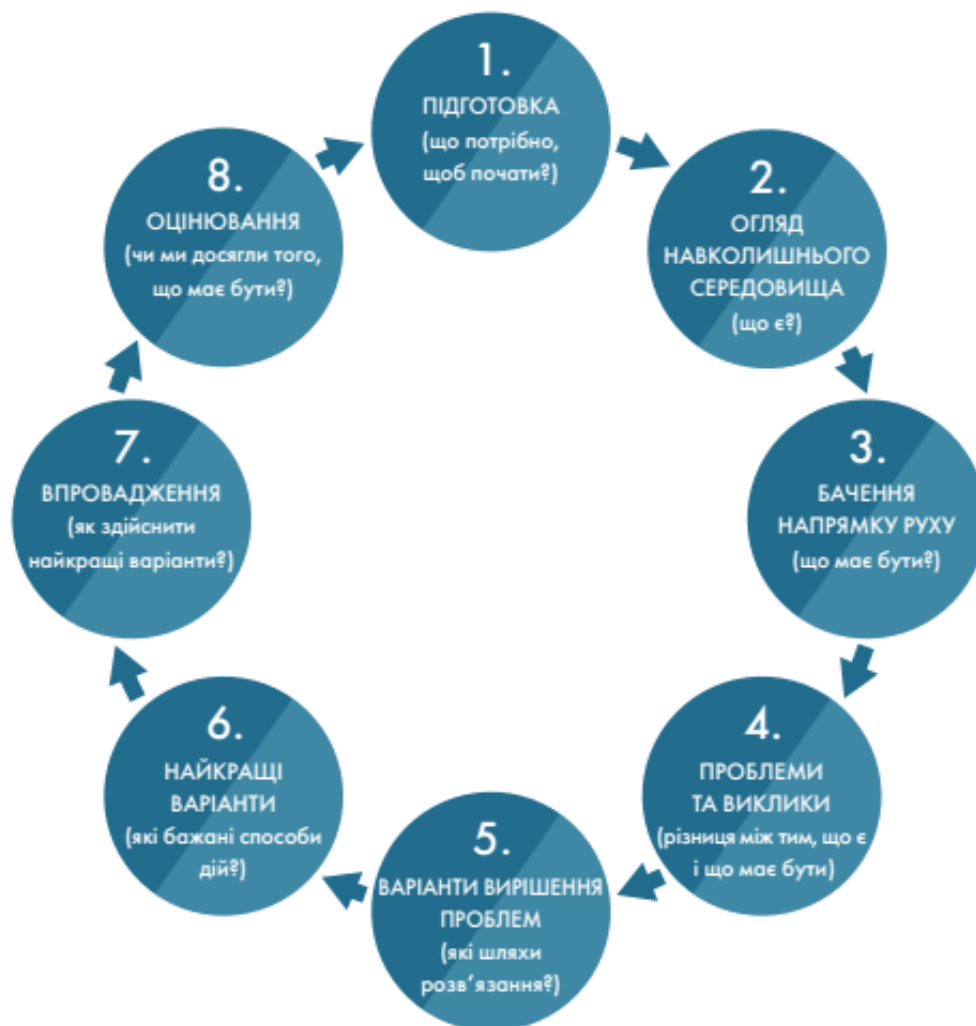 1.
ПІДГОТОВКА
(що потрібно,
щоб почати?)
2.
ОГЛЯД
НАВКОЛИШНЬОГО
СЕРЕДОВИЩА
(що є?)
3.
БАЧЕННЯ
НАПРЯМКУ РУХУ
(що має бути?)
4.
ПРОБЛЕМИ
ТА ВИКЛИКИ
(різниця між тим, що є
і що має бути)
5.
ВАРІАНТИ ВИРІШЕННЯ
ПРОБЛЕМ
(які шляхи
розв’язання?)
6.
НАЙКРАЩІ
ВАРІАНТИ
(які бажані способи
дій?)
7.
ВПРОВАДЖЕННЯ
(як здійснити
найкращі варіанти?)
8.
ОЦІНЮВАННЯ
(чи ми досягли того,
що має бути?)